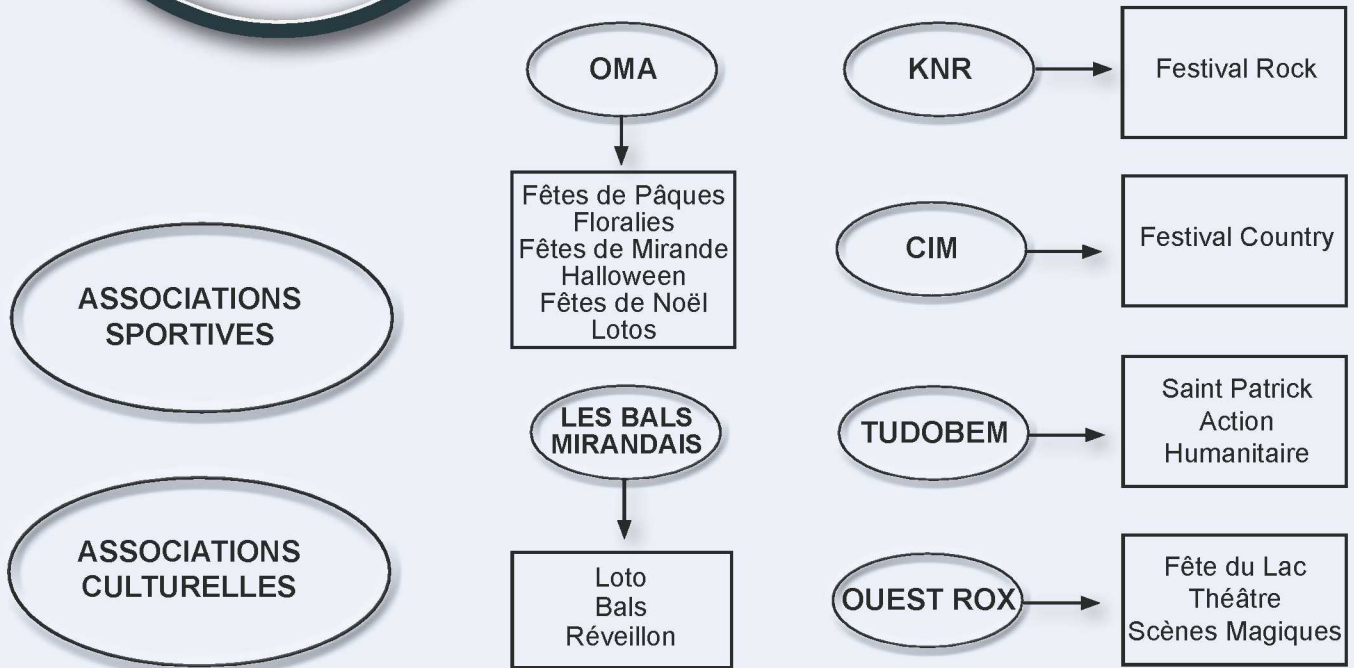 OMA
Fêtes de Pâques
Floralies
Fêtes de Mirande
Halloween
Fêtes de Noël
Lotos
KNR
Festival Rock
CIM
Festival Country
ASSOCIATIONS
SPORTIVES
LES BALS
MIRANDAIS
Loto
Bals
Réveillon
TUDOBEM
Saint Patrick
Action
Humanitaire
ASSOCIATIONS
CULTURELLES
OUEST ROX
Fête du Lac
Théâtre
Scènes Magiques